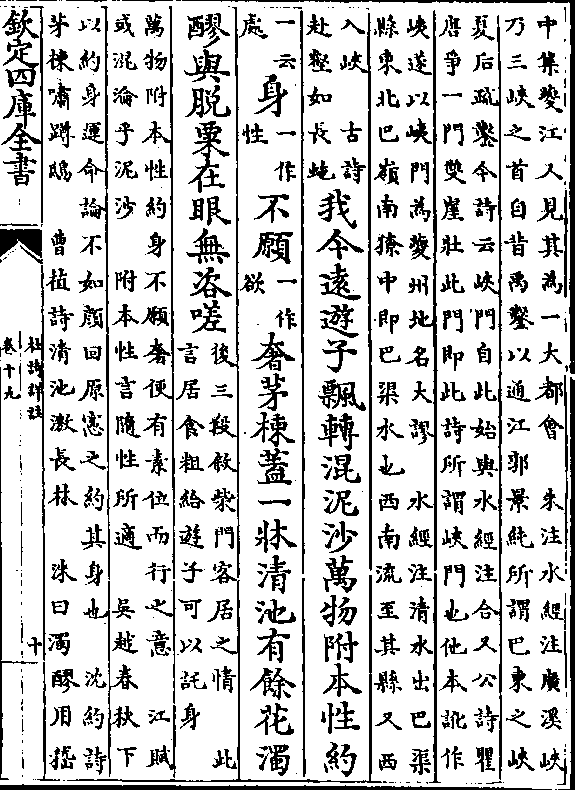 中集夔江人見其為一大都會 朱注水經注廣溪峽
乃三峽之首自昔禹鑿以通江郭景純所謂巴東之峽
夏后疏鑿今詩云峽門自此始與水經注合又公詩瞿
唐爭一門雙崖壯此門即此詩所謂峽門也他本訛作
峽遂以峽門為夔州地名大謬 水經注清水出巴渠
縣東北巴嶺南獠中即巴渠水也西南流至其縣又西
入峽 古詩
赴壑如長蛇
我今遠遊子飄轉混泥沙萬物附本性約
一云處身一作性不願一作欲奢茅棟蓋一牀清池有餘花濁
醪與脫粟在眼無咨嗟
後三段敘柴門客居之情 此
言居食粗給遊子可以託身
萬物附本性約身不願奢便有素位而行之意 江賦
或混淪乎泥沙 附本性言隨性所適 吳越春秋下
以約身運命論不如顏回原憲之約其身也 沈約詩
茅棟嘯蹲鴟 曹植詩清池激長林 洙曰濁醪用嵇
欽定四庫全書
杜詩詳註
卷十九
十